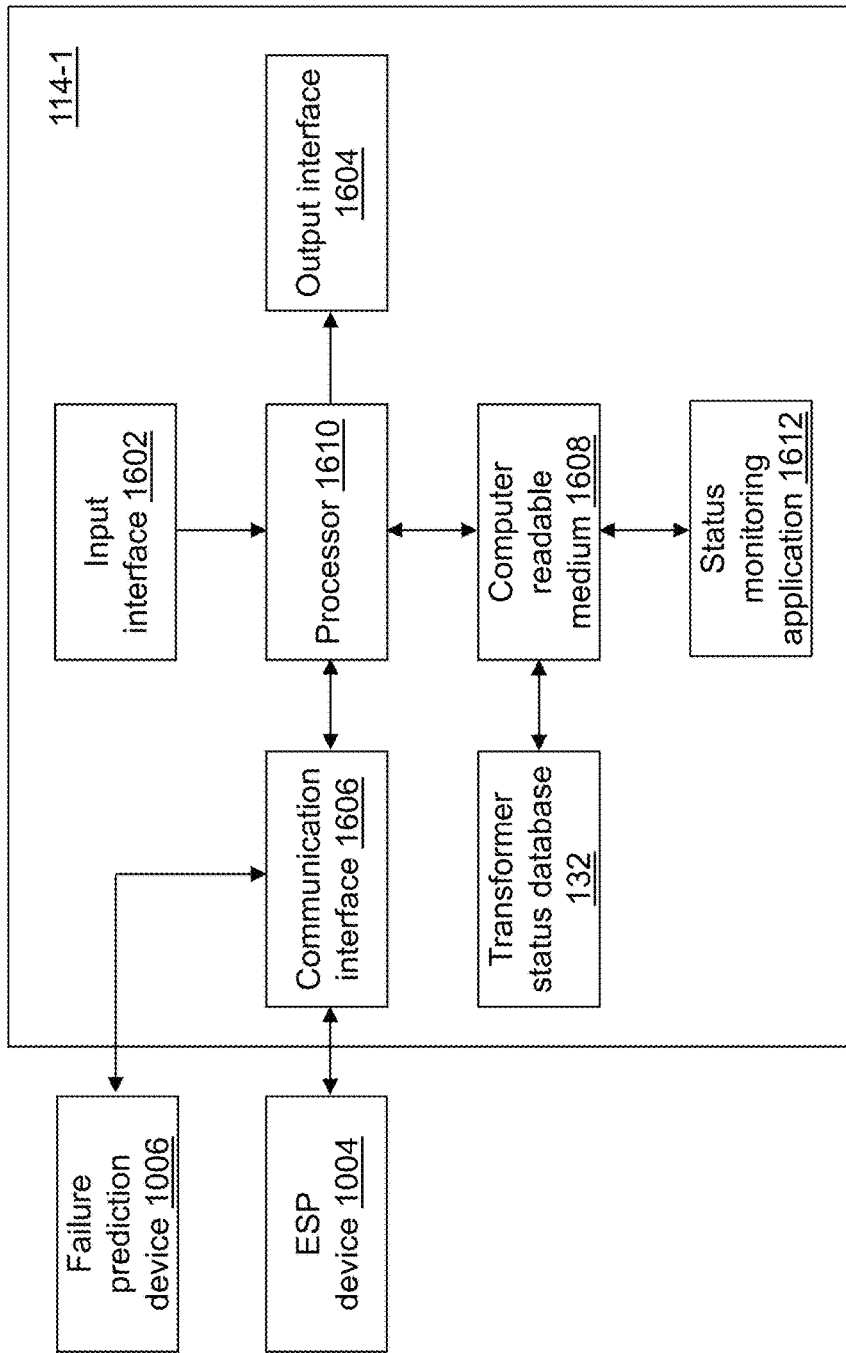 114-1
Failure
prediction
device 1006
Input
interface 1602
ESP
device 1004
Communication
interface 1606
Processor 1610
Output interface
1604
Transformer
status database
132
Computer
readable
medium 1608
Status
monitoring
application 1612